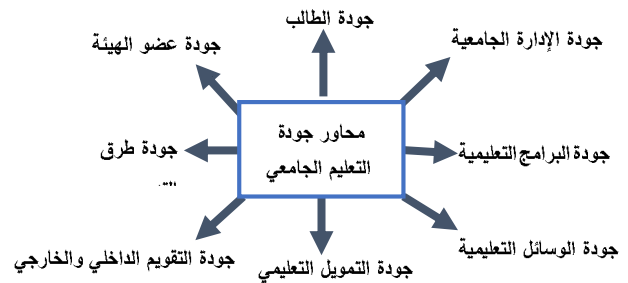 جودة الطالب
جودة الإدارة الجامعية
جودة عضو الهيئة
محاور جودة
التعليم الجامعي
جودة البرامج التعليمية
جودة طرق
جودة الوسائل التعليمية
جودة التمويل التعليمي
جودة التقويم الداخلي والخارجي